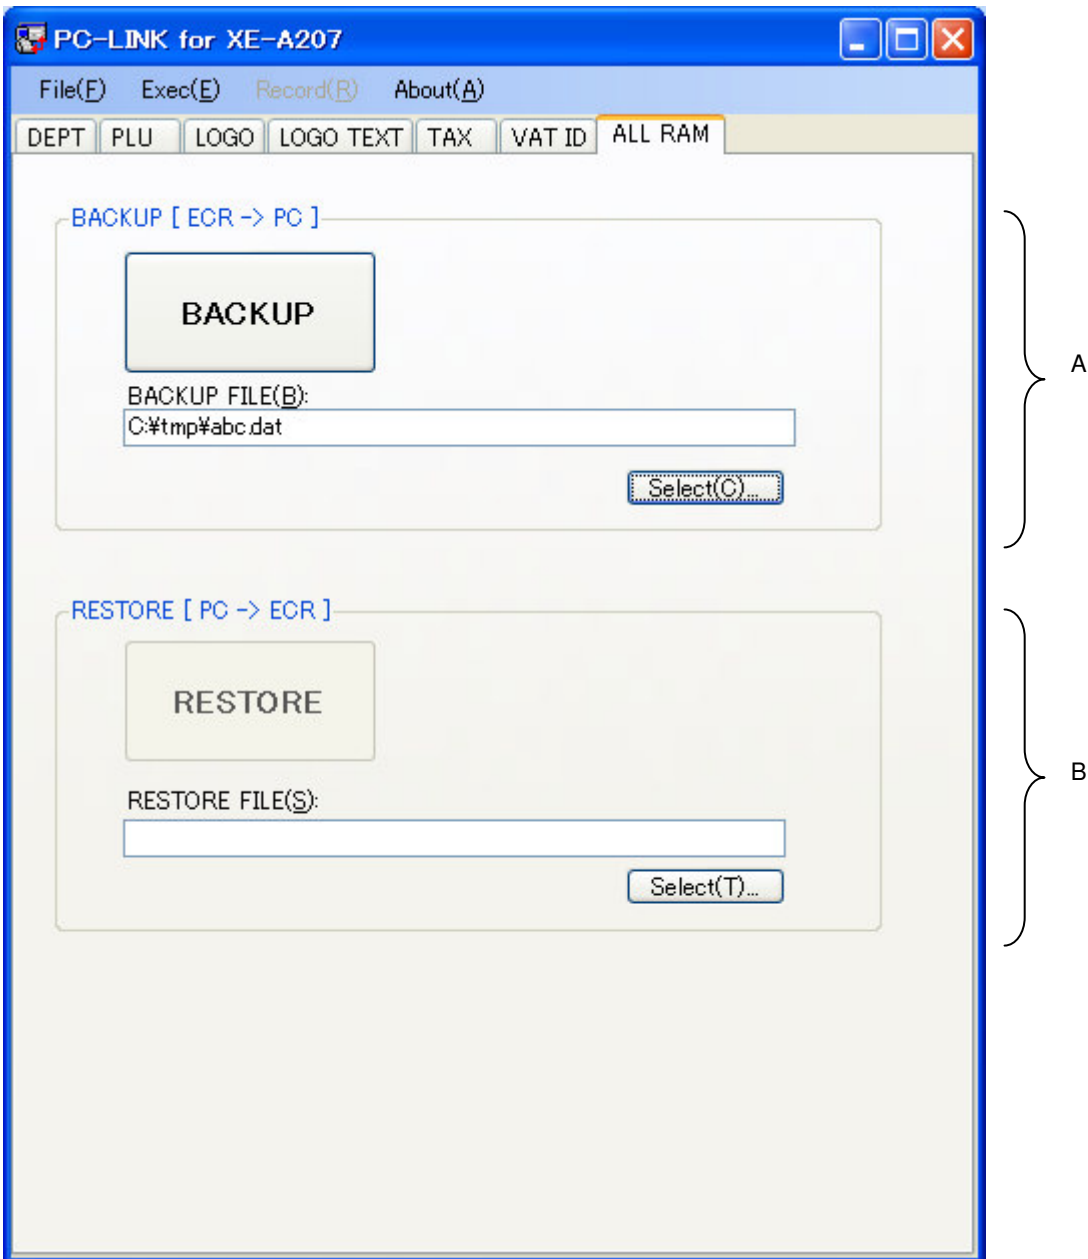 PC-LINK for XE-A207
File(F) Exec(E) Record(R) About(A)
DEPT PLU LOGO LOGO TEXT TAX VAT ID ALL RAM
BACKUP [ ECR -> PC ]
BACKUP
A
BACKUP FILE(B):
C:¥tmp¥abc.dat
Select(C)...
RESTORE [ PC -> ECR ]
RESTORE
B
RESTORE FILE(S):
Select(T)...